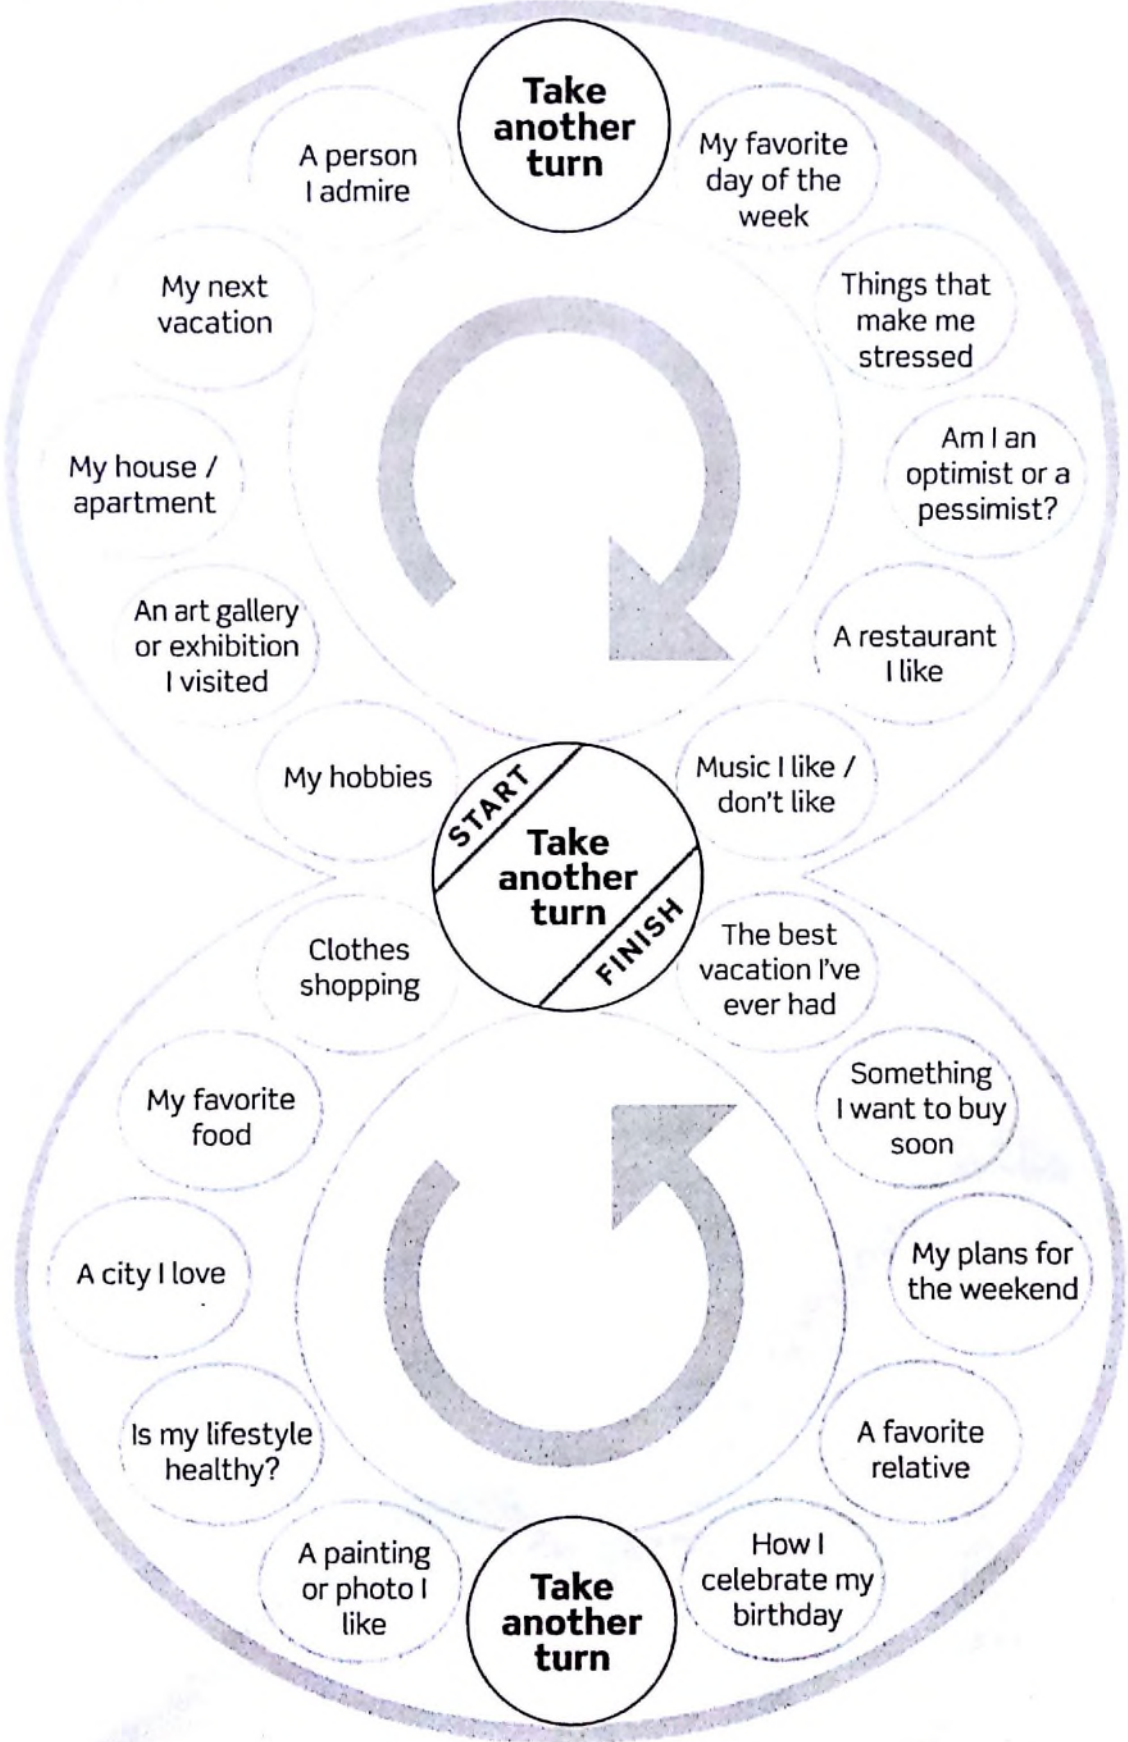 Take
another
turn
A person
I admire
My favorite
day of the
week
My next
vacation
Things that
make me
stressed
My house /
apartment
Am I an
optimist or a
pessimist?
An art gallery
or exhibition
I visited
A restaurant
I like
My hobbies
Music I like /
don't like
START
Take
another
turn
FINISH
Clothes
shopping
The best
vacation I've
ever had
My favorite
food
Something
I want to buy
soon
A city I love
My plans for
the weekend
Is my lifestyle
healthy?
A favorite
relative
A painting
or photo I
like
Take
another
turn
How I
celebrate my
birthday